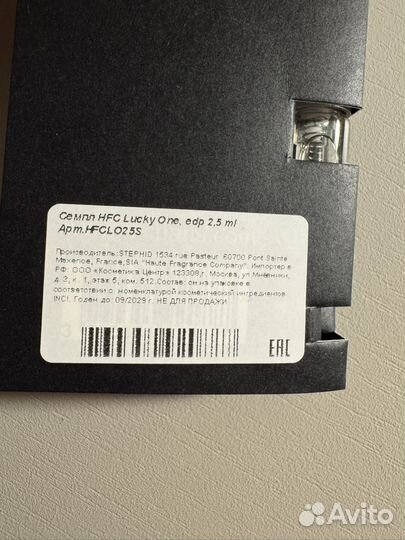 Семпл HFC Lucky One, edp 2,5 ml
Арт.HFCLO25S
Производитель:STEPHID 1534 rue Pasteur 60700 Pont Sainte
Maxence, France,SIA "Haute Fragrance Company". Импортер в
РФ: ООО «Косметика Центр» 123308,г. Москва, ул.Мневники,
д.3, к. 1, этаж 5, ком. 512.Состав: см на упаковке в
соответствии с номенклатурой косметический ингредиентов
INCI. Годен до: 09/2029 г. НЕ ДЛЯ ПРОДАЖИ
EAC
Avito